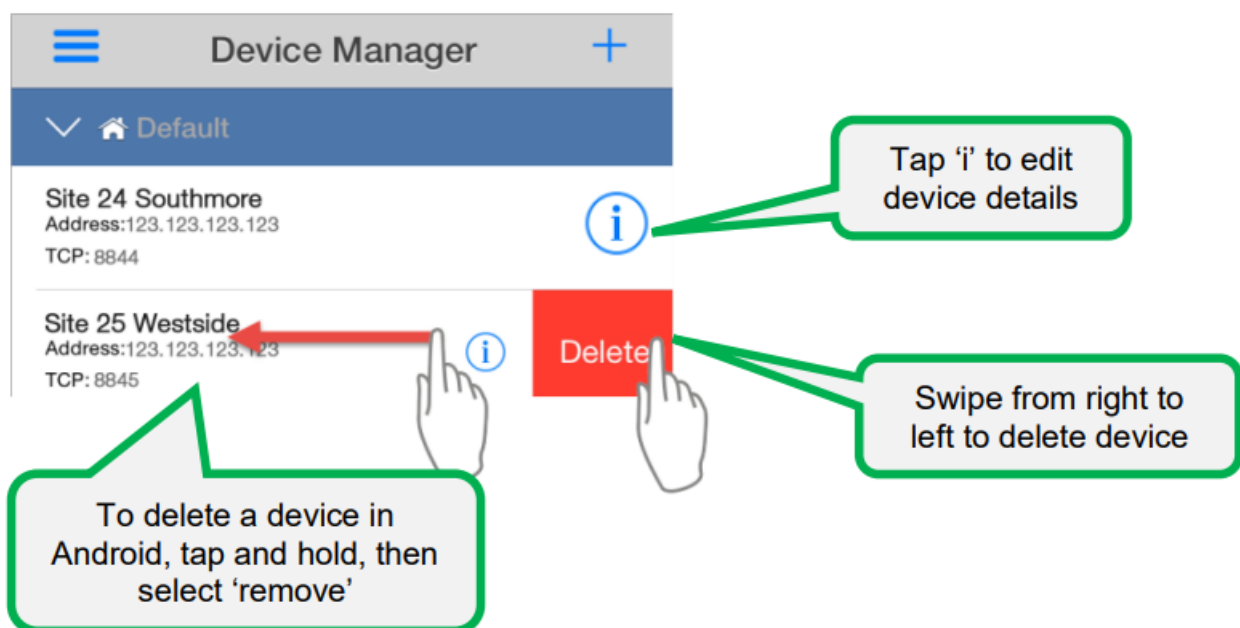 Device Manager
Default
Site 24 Southmore
Address:123.123.123.123
TCP: 8844
Tap ‘i’ to edit
device details
Site 25 Westside
Address:123.123.123.123
TCP: 8845
Delete
Swipe from right to
left to delete device
To delete a device in
Android, tap and hold, then
select ‘remove’